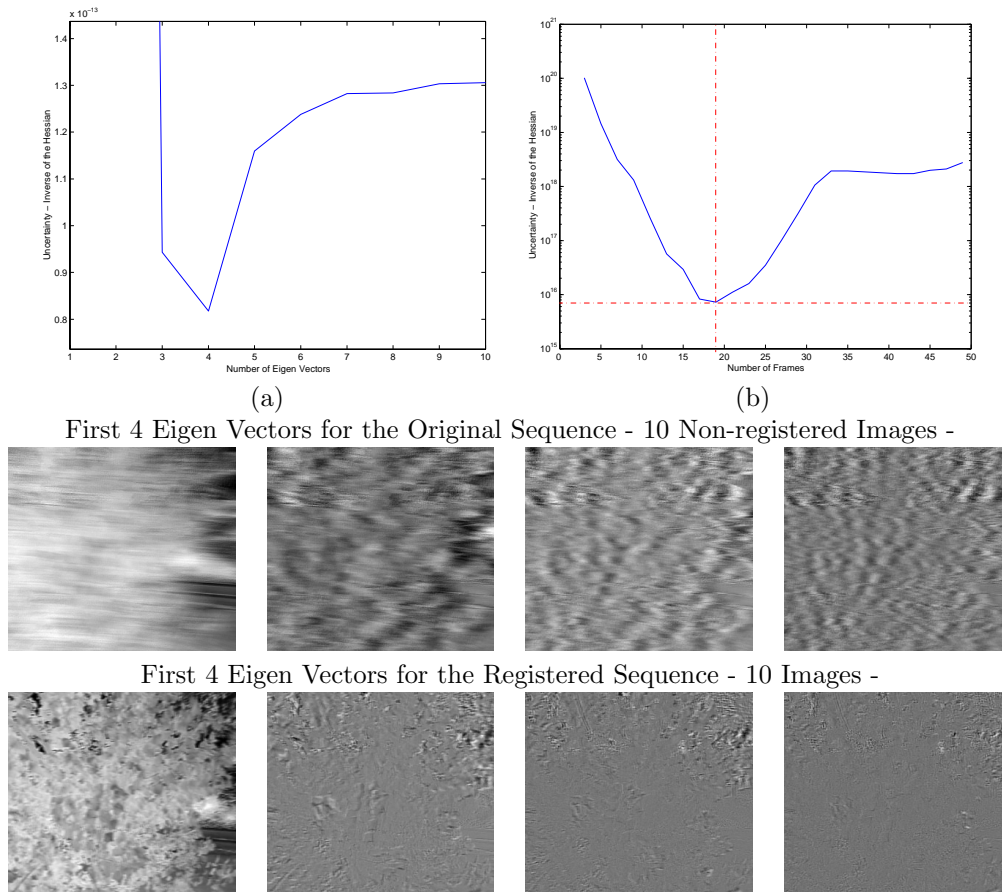 x 10^-13
1.4
1.3
1.2
1.1
1
0.9
0.8
1 2 3 4 5 6 7 8 9 10
Number of Eigen Vectors
Uncertainty – Inverse of the Hessian
(a)
10^21
10^20
10^19
10^18
10^17
10^16
10^15
0 5 10 15 20 25 30 35 40 45 50
Number of Frames
Uncertainty – Inverse of the Hessian
(b)
First 4 Eigen Vectors for the Original Sequence - 10 Non-registered Images -
First 4 Eigen Vectors for the Registered Sequence - 10 Images -